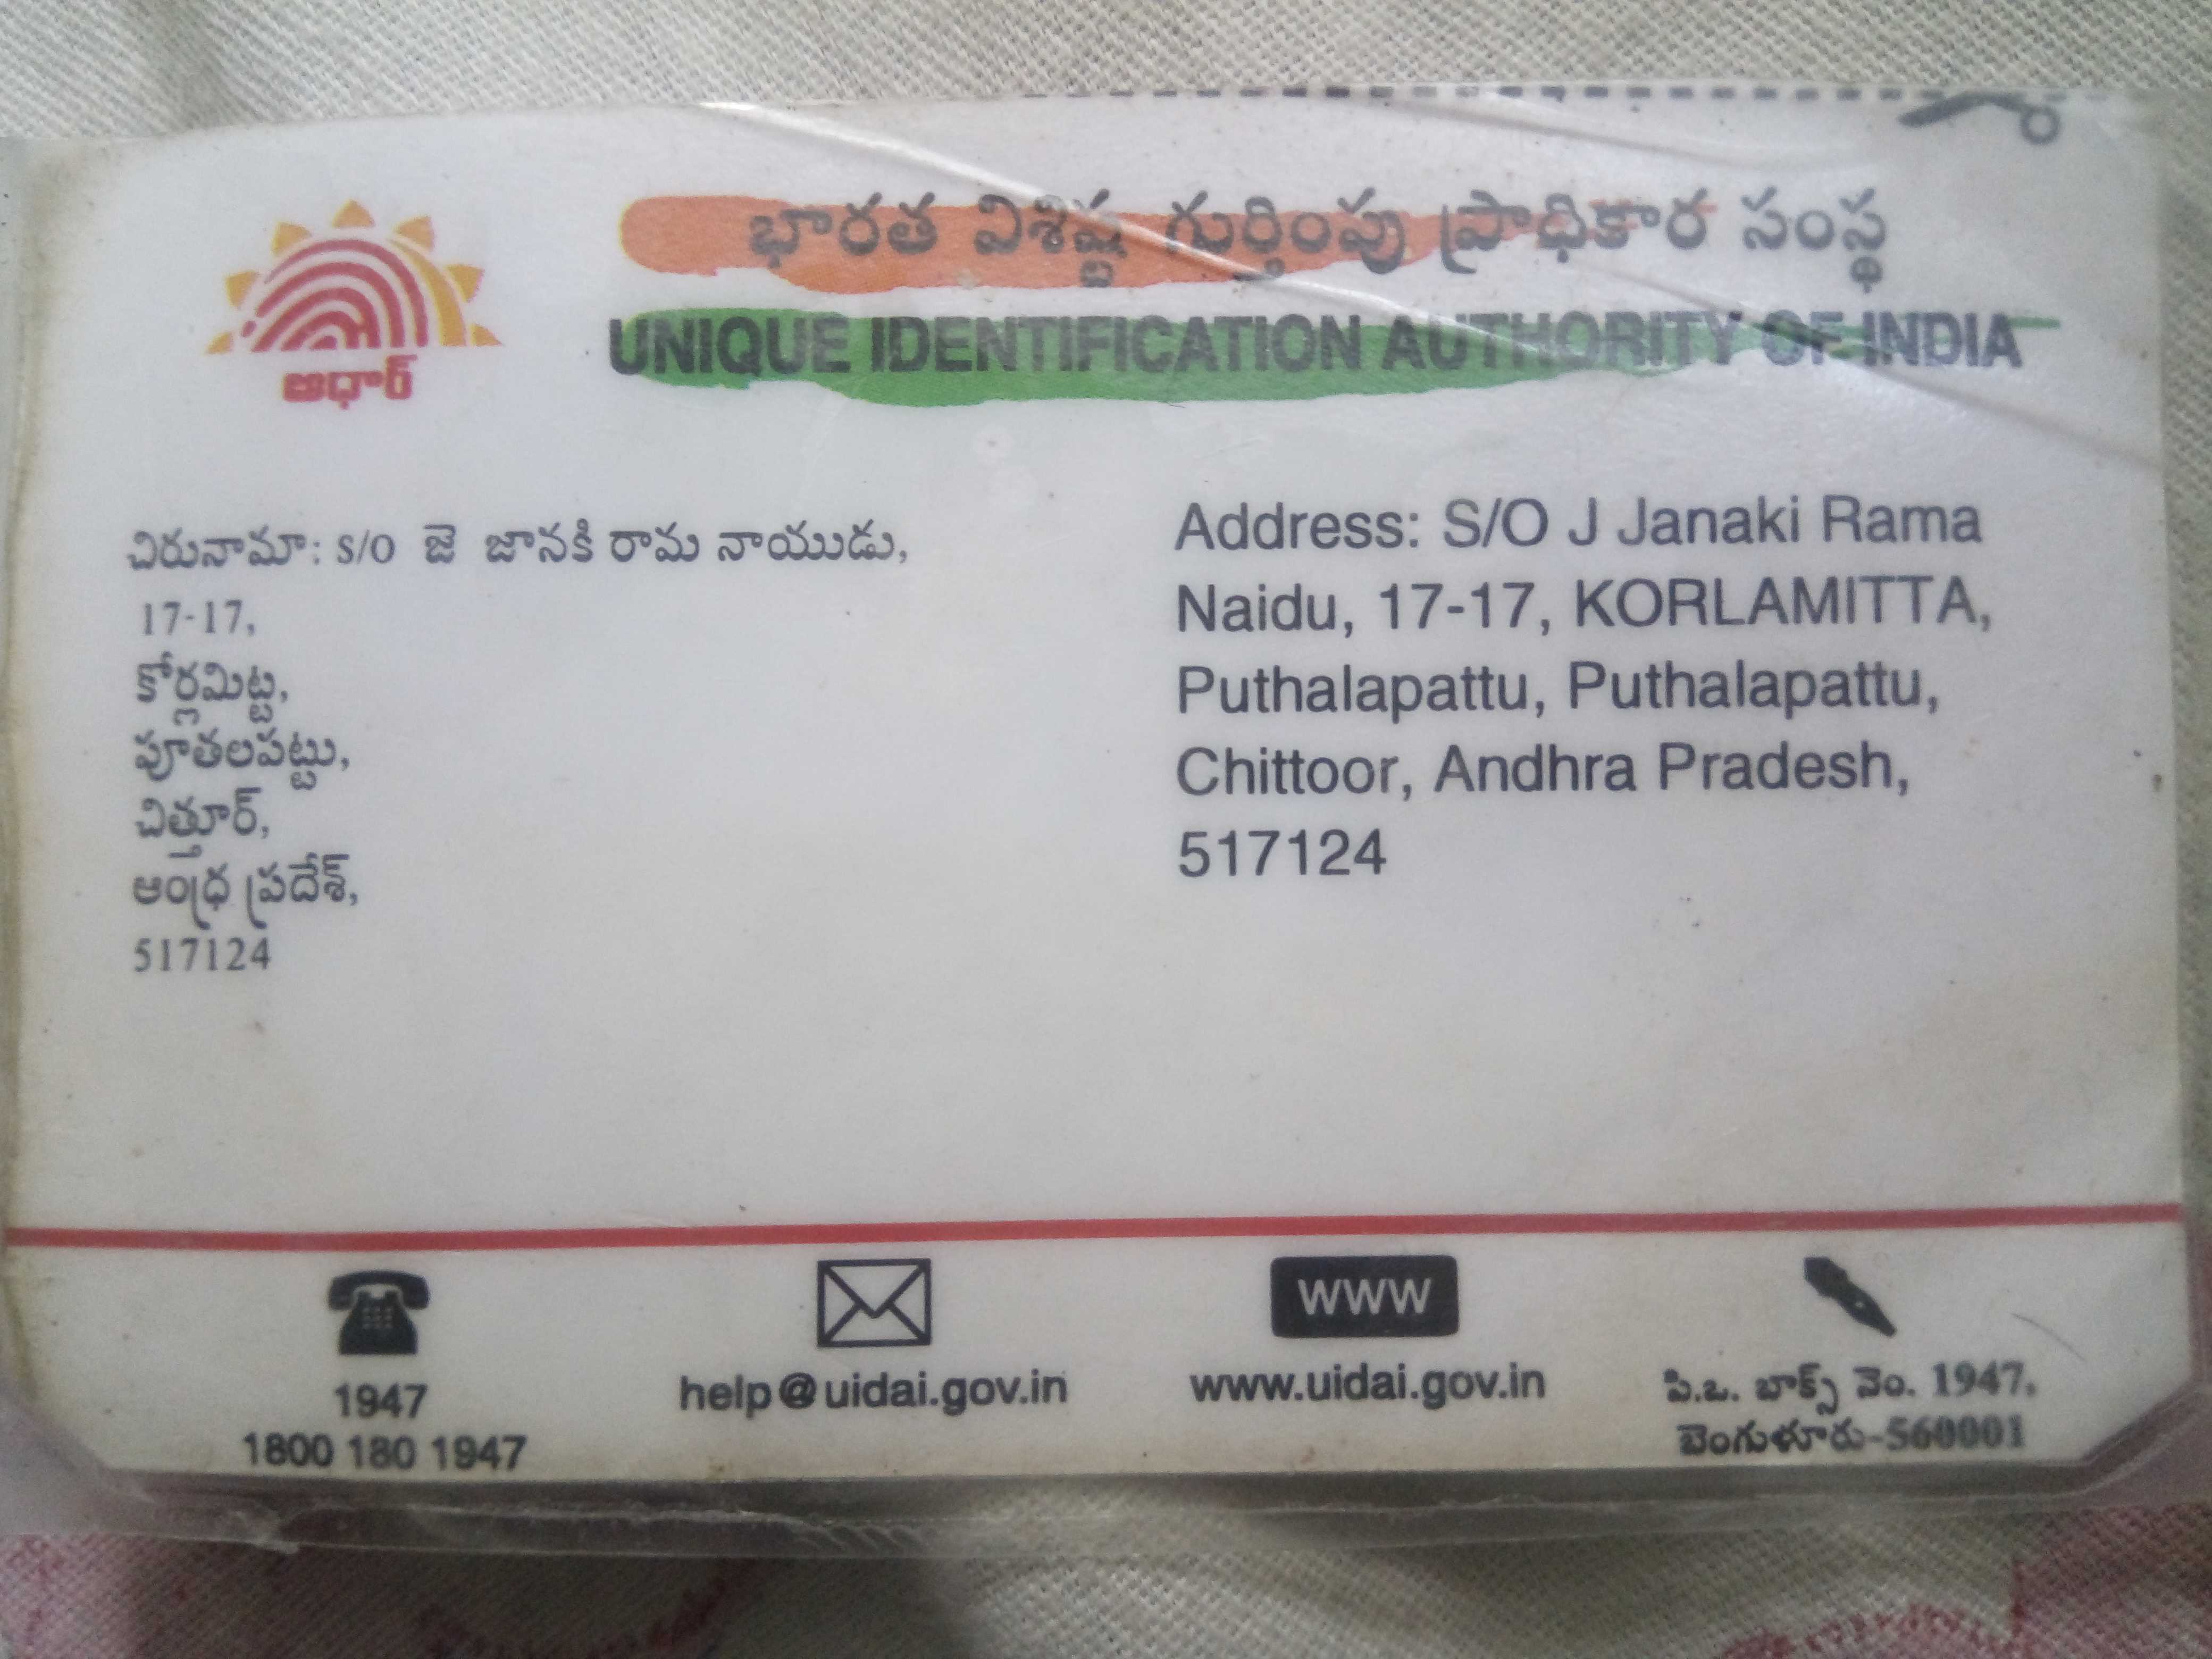 భారత విశిష్ట గుర్తింపు ప్రాధికార సంస్థ
UNIQUE IDENTIFICATION AUTHORITY OF INDIA
ఆధార్
చిరునామా: S/O జె జానకి రామ నాయుడు,
17-17,
కోర్లమిట్ట,
పూతలపట్టు,
చిత్తూర్,
ఆంధ్ర ప్రదేశ్,
517124
Address: S/O J Janaki Rama
Naidu, 17-17, KORLAMITTA,
Puthalapattu, Puthalapattu,
Chittoor, Andhra Pradesh,
517124
1947
1800 180 1947
help@uidai.gov.in
www
www.uidai.gov.in
పి.ఒ. బాక్స్ నెం. 1947,
బెంగుళూరు-560001